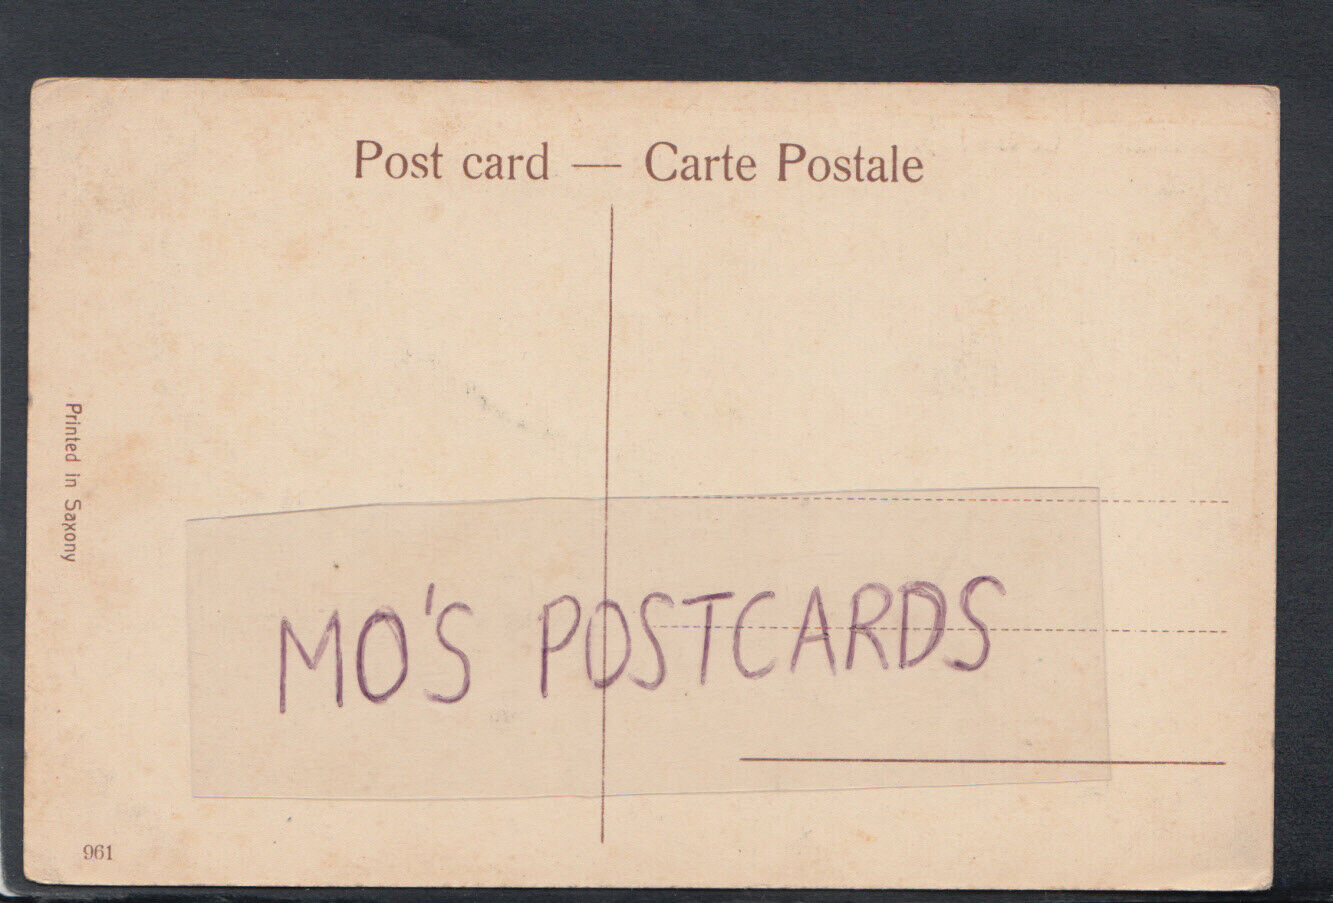 Post card — Carte Postale
Printed in Saxony
MO'S POSTCARDS
961